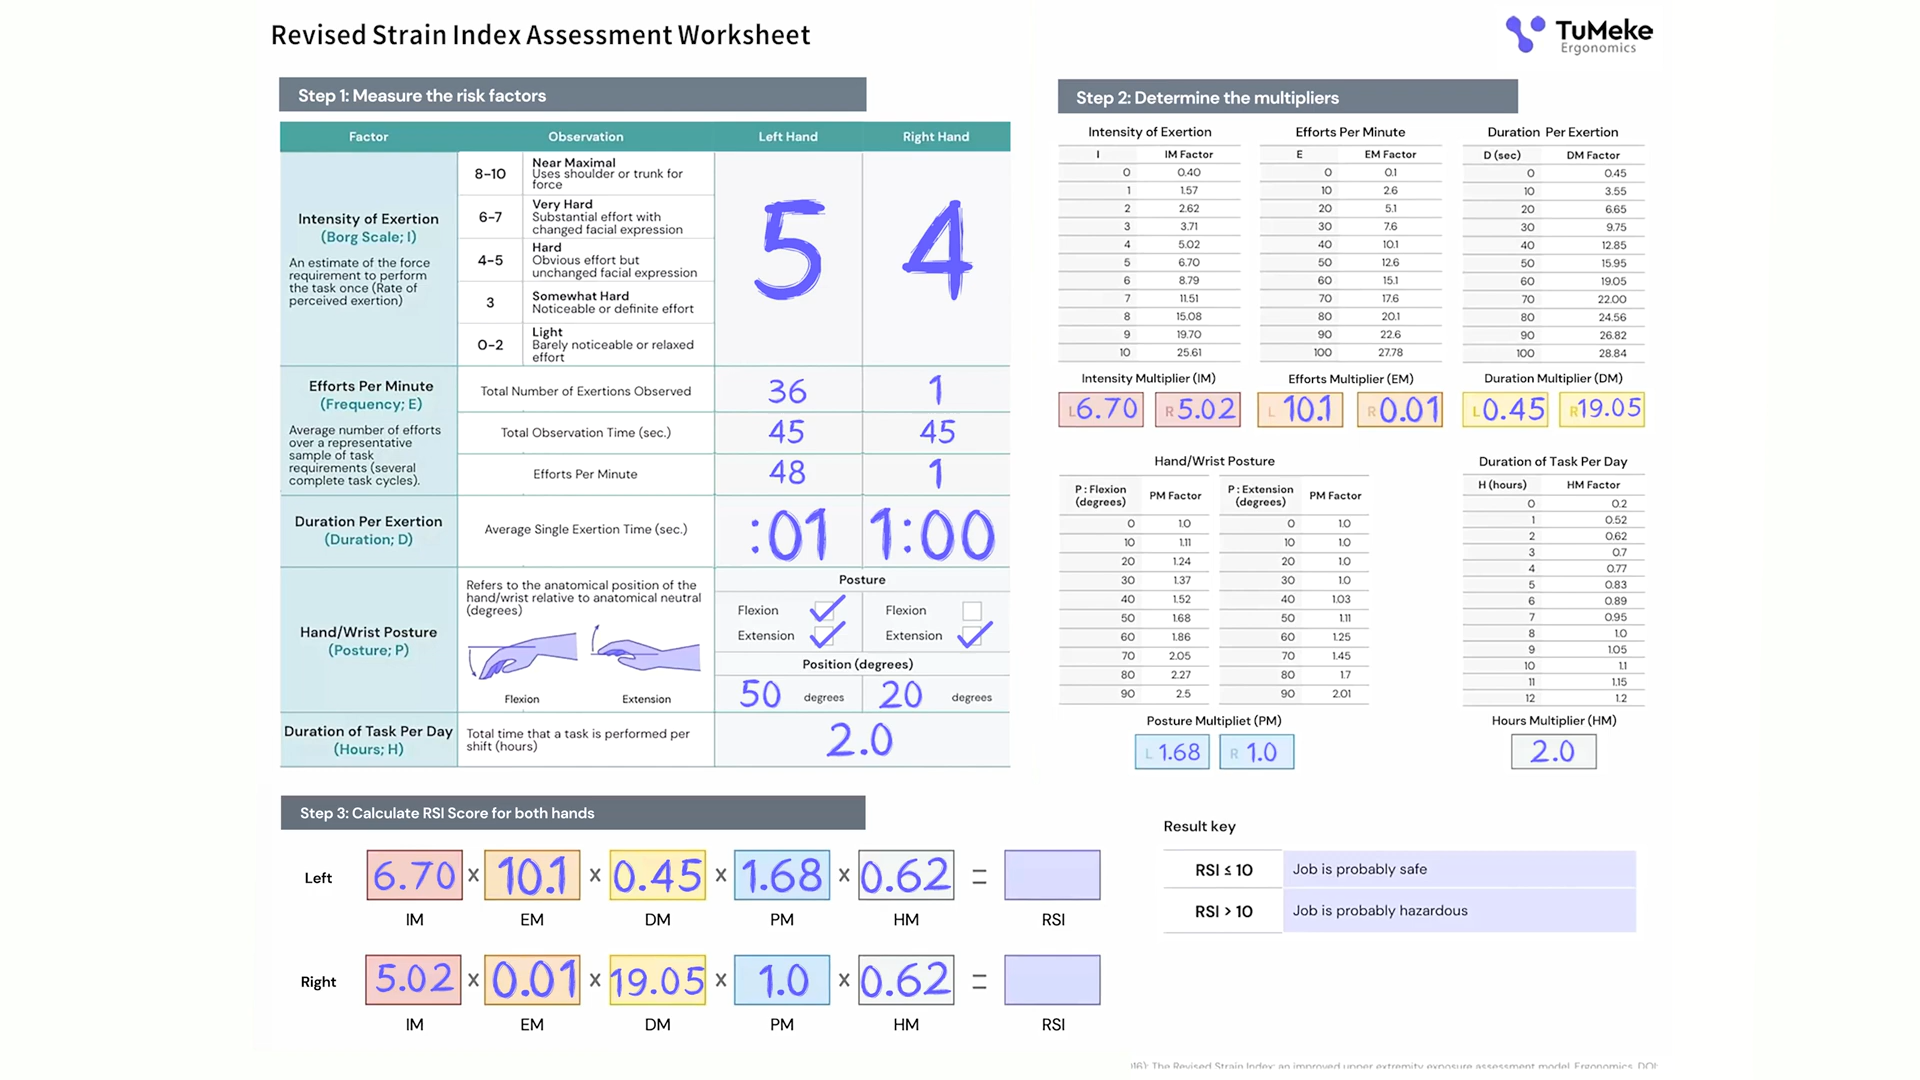 Revised Strain Index Assessment Worksheet
TuMeke
Ergonomics
Step 1: Measure the risk factors
Factor Observation Left Hand Right Hand
Intensity of Exertion
(Borg Scale; I)
An estimate of the force
requirement to perform
the task once (Rate of
perceived exertion)
8-10 Near Maximal
Uses shoulder or trunk for
force
6-7 Very Hard
Substantial effort with
changed facial expression
4-5 Hard
Obvious effort but
unchanged facial expression
3 Somewhat Hard
Noticeable or definite effort
0-2 Light
Barely noticeable or relaxed
effort
5 4
Efforts Per Minute
(Frequency; E)
Average number of efforts
over a representative
sample of task
requirements (several
complete task cycles).
Total Number of Exertions Observed 36 1
Total Observation Time (sec.) 45 45
Efforts Per Minute 48 1
Duration Per Exertion
(Duration; D)
Average Single Exertion Time (sec.) :01 1:00
Hand/Wrist Posture
(Posture; P)
Refers to the anatomical position of the
hand/wrist relative to anatomical neutral
(degrees)
Flexion Extension
Posture
Flexion Flexion
Extension Extension
Position (degrees)
50 degrees 20 degrees
Duration of Task Per Day
(Hours; H)
Total time that a task is performed per
shift (hours)
2.0
Step 2: Determine the multipliers
Intensity of Exertion
I IM Factor
0 0.40
1 1.57
2 2.62
3 3.71
4 5.02
5 6.70
6 8.79
7 11.51
8 15.08
9 19.70
10 25.61
Intensity Multiplier (IM)
L 6.70 R 5.02
Efforts Per Minute
E EM Factor
0 0.1
10 2.6
20 5.1
30 7.6
40 10.1
50 12.6
60 15.1
70 17.6
80 20.1
90 22.6
100 27.78
Efforts Multiplier (EM)
L 10.1 R 0.01
Duration Per Exertion
D (sec) DM Factor
0 0.45
10 3.55
20 6.65
30 9.75
40 12.85
50 15.95
60 19.05
70 22.00
80 24.56
90 26.82
100 28.84
Duration Multiplier (DM)
L 0.45 R 19.05
Hand/Wrist Posture
P : Flexion
(degrees) PM Factor
0 1.0
10 1.11
20 1.24
30 1.37
40 1.52
50 1.68
60 1.86
70 2.05
80 2.27
90 2.5
P : Extension
(degrees) PM Factor
0 1.0
10 1.0
20 1.0
30 1.0
40 1.03
50 1.11
60 1.25
70 1.45
80 1.7
90 2.01
Posture Multipliet (PM)
L 1.68 R 1.0
Duration of Task Per Day
H (hours) HM Factor
0 0.2
1 0.52
2 0.62
3 0.7
4 0.77
5 0.83
6 0.89
7 0.95
8 1.0
9 1.05
10 1.1
11 1.15
12 1.2
Hours Multiplier (HM)
2.0
Step 3: Calculate RSI Score for both hands
Left 6.70 x 10.1 x 0.45 x 1.68 x 0.62 =
IM EM DM PM HM RSI
Right 5.02 x 0.01 x 19.05 x 1.0 x 0.62 =
IM EM DM PM HM RSI
Result key
RSI ≤ 10 Job is probably safe
RSI > 10 Job is probably hazardous
16): The Revised Strain Index: an improved upper extremity exposure assessment model, Ergonomics, DOI: